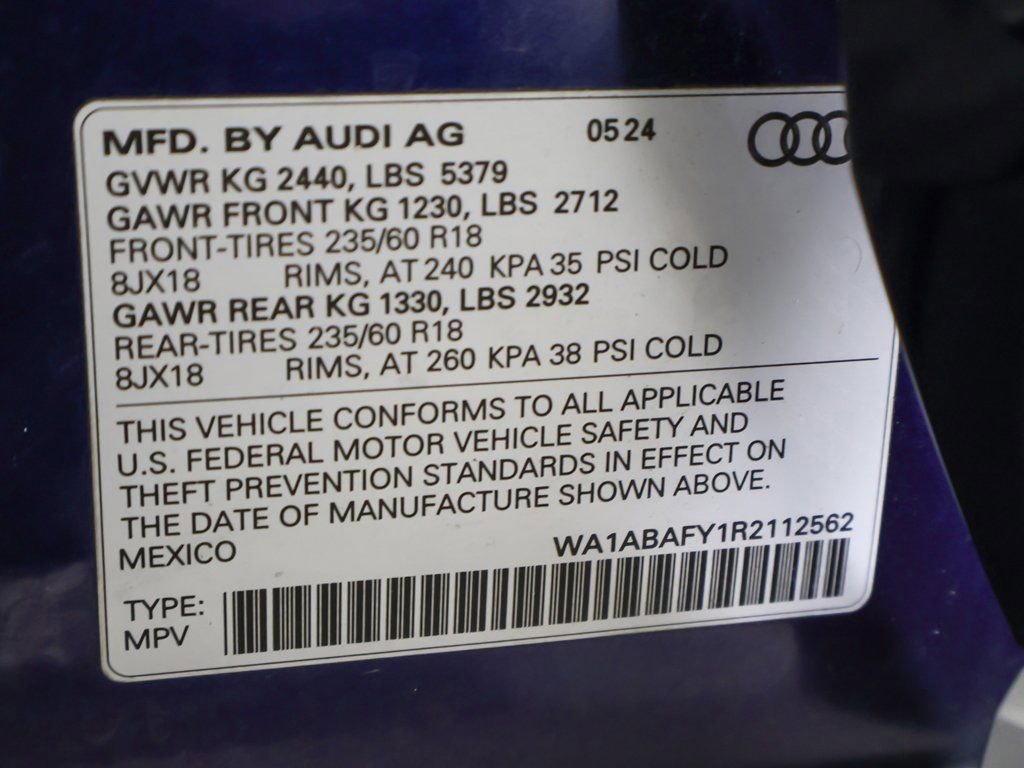 MFD. BY AUDI AG 0524
GVWR KG 2440, LBS 5379
GAWR FRONT KG 1230, LBS 2712
FRONT-TIRES 235/60 R18
8JX18 RIMS, AT 240 KPA 35 PSI COLD
GAWR REAR KG 1330, LBS 2932
REAR-TIRES 235/60 R18
8JX18 RIMS, AT 260 KPA 38 PSI COLD
THIS VEHICLE CONFORMS TO ALL APPLICABLE
U.S. FEDERAL MOTOR VEHICLE SAFETY AND
THEFT PREVENTION STANDARDS IN EFFECT ON
THE DATE OF MANUFACTURE SHOWN ABOVE.
MEXICO WA1ABAFY1R2112562
TYPE:
MPV